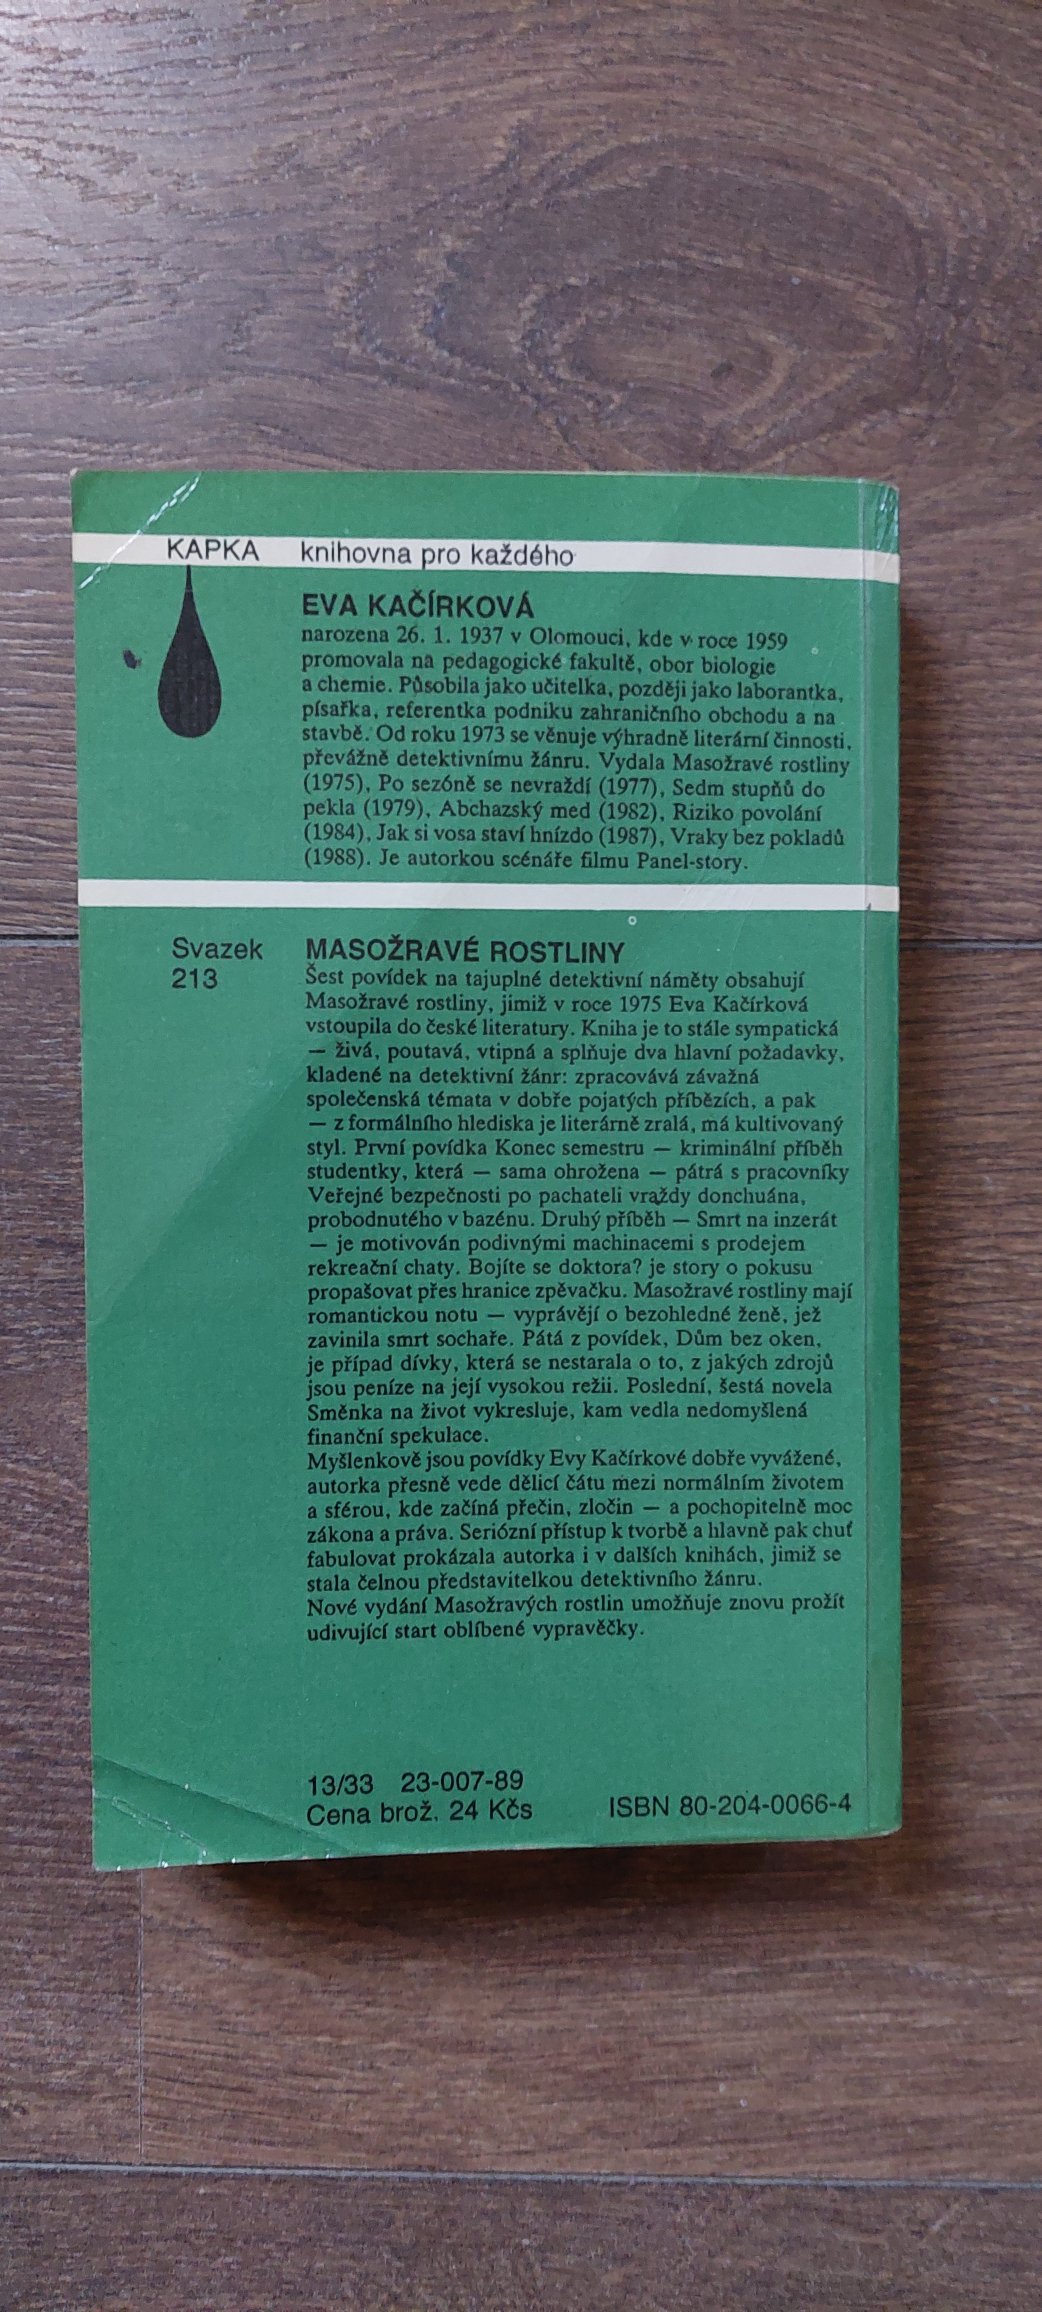 KAPKA knihovna pro každého
EVA KAČÍRKOVÁ
narozena 26. 1. 1937 v Olomouci, kde v roce 1959
promovala na pedagogické fakultě, obor biologie
a chemie. Působila jako učitelka, později jako laborantka,
písařka, referentka podniku zahraničního obchodu a na
stavbě. Od roku 1973 se věnuje výhradně literární činnosti,
převážně detektivnímu žánru. Vydala Masožravé rostliny
(1975), Po sezóně se nevraždí (1977), Sedm stupňů do
pekla (1979), Abchazský med (1982), Riziko povolání
(1984), Jak si vosa staví hnízdo (1987), Vraky bez pokladů
(1988). Je autorkou scénáře filmu Panel-story.
Svazek
213
MASOŽRAVÉ ROSTLINY
Šest povídek na tajuplné detektivní náměty obsahují
Masožravé rostliny, jimiž v roce 1975 Eva Kačírková
vstoupila do české literatury. Kniha je to stále sympatická
— živá, poutavá, vtipná a splňuje dva hlavní požadavky,
kladené na detektivní žánr: zpracovává závažná
společenská témata v dobře pojatých příbězích, a pak
— z formálního hlediska je literárně zralá, má kultivovaný
styl. První povídka Konec semestru — kriminální příběh
studentky, která — sama ohrožena — pátrá s pracovníky
Veřejné bezpečnosti po pachateli vraždy donchuána,
probodnutého v bazénu. Druhý příběh — Smrt na inzerát
— je motivován podivnými machinacemi s prodejem
rekreační chaty. Bojíte se doktora? je story o pokusu
propašovat přes hranice zpěvačku. Masožravé rostliny mají
romantickou notu — vyprávějí o bezohledné ženě, jež
zavinila smrt sochaře. Pátá z povídek, Dům bez oken,
je případ dívky, která se nestarala o to, z jakých zdrojů
jsou peníze na její vysokou režii. Poslední, šestá novela
Směnka na život vykresluje, kam vedla nedomyšlená
finanční spekulace.
Myšlenkově jsou povídky Evy Kačírkové dobře vyvážené,
autorka přesně vede dělicí čátu mezi normálním životem
a sférou, kde začíná přečin, zločin — a pochopitelně moc
zákona a práva. Seriózní přístup k tvorbě a hlavně pak chuť
fabulovat prokázala autorka i v dalších knihách, jimiž se
stala čelnou představitelkou detektivního žánru.
Nové vydání Masožravých rostlin umožňuje znovu prožít
udivující start oblíbené vypravěčky.
13/33 23-007-89
Cena brož. 24 Kčs
ISBN 80-204-0066-4